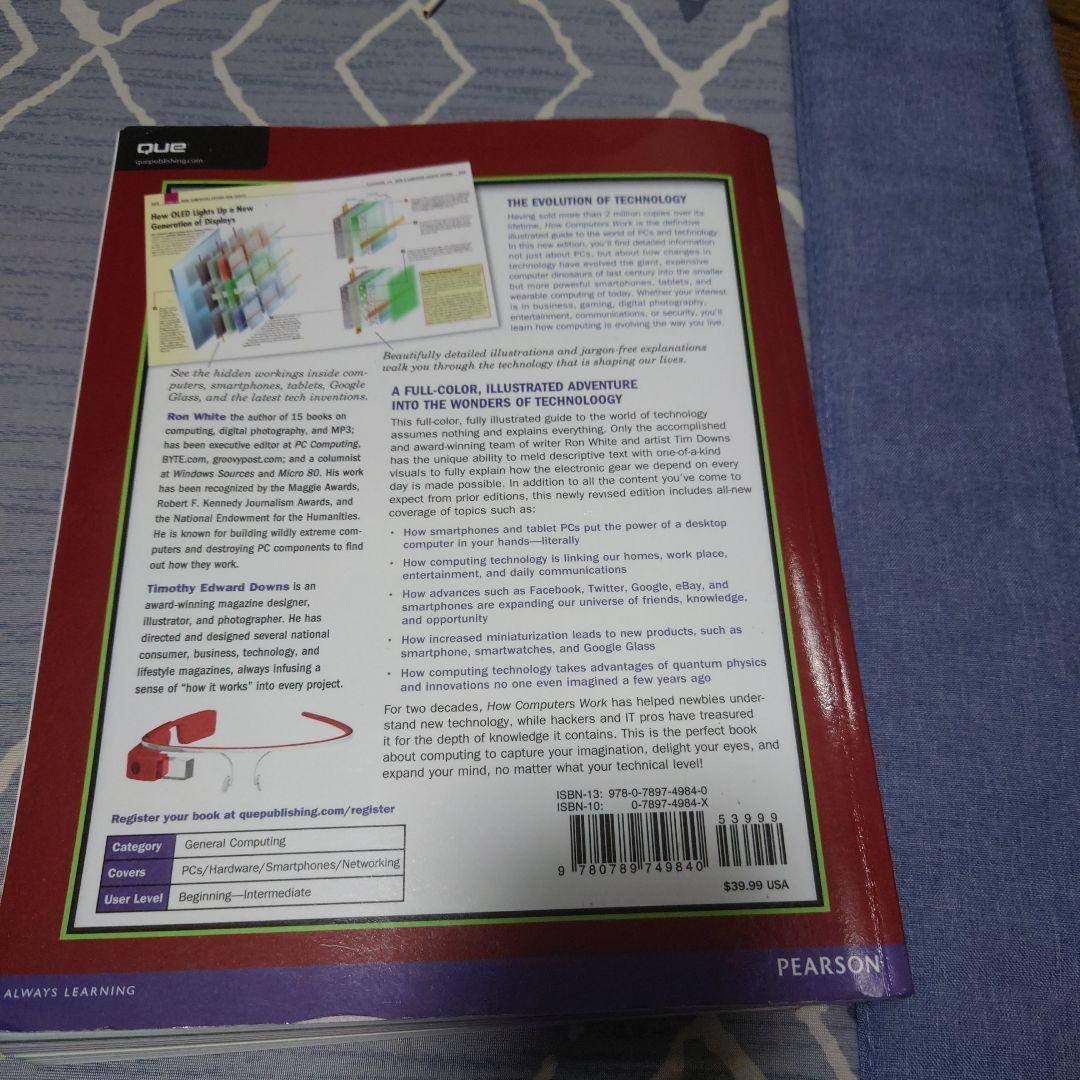 QUE
quepublishing.com
How OLED Lights Up a New
Generation of Displays
THE EVOLUTION OF TECHNOLOGY
Having sold more than 2 million copies over its
lifetime, How Computers Work is the definitive
illustrated guide to the world of PCs and technology.
In this new edition, you'll find detailed information
not just about PCs, but about how changes in
technology have evolved the giant, expensive
computer dinosaurs of last century into the smaller
but more powerful smartphones, tablets, and
wearable computing of today. Whether your interest
is in business, gaming, digital photography,
entertainment, communications, or security, you'll
learn how computing is evolving the way you live.
See the hidden workings inside com-
puters, smartphones, tablets, Google
Glass, and the latest tech inventions.
Beautifully detailed illustrations and jargon-free explanations
walk you through the technology that is shaping our lives.
Ron White the author of 15 books on
computing, digital photography, and MP3;
has been executive editor at PC Computing,
BYTE.com, groovypost.com; and a columnist
at Windows Sources and Micro 80. His work
has been recognized by the Maggie Awards,
Robert F. Kennedy Journalism Awards, and
the National Endowment for the Humanities.
He is known for building wildly extreme com-
puters and destroying PC components to find
out how they work.
Timothy Edward Downs is an
award-winning magazine designer,
illustrator, and photographer. He has
directed and designed several national
consumer, business, technology, and
lifestyle magazines, always infusing a
sense of "how it works" into every project.
A FULL-COLOR, ILLUSTRATED ADVENTURE
INTO THE WONDERS OF TECHNOLOOGY
This full-color, fully illustrated guide to the world of technology
assumes nothing and explains everything. Only the accomplished
and award-winning team of writer Ron White and artist Tim Downs
has the unique ability to meld descriptive text with one-of-a-kind
visuals to fully explain how the electronic gear we depend on every
day is made possible. In addition to all the content you've come to
expect from prior editions, this newly revised edition includes all-new
coverage of topics such as:
• How smartphones and tablet PCs put the power of a desktop
computer in your hands—literally
• How computing technology is linking our homes, work place,
entertainment, and daily communications
• How advances such as Facebook, Twitter, Google, eBay, and
smartphones are expanding our universe of friends, knowledge,
and opportunity
• How increased miniaturization leads to new products, such as
smartphone, smartwatches, and Google Glass
• How computing technology takes advantages of quantum physics
and innovations no one even imagined a few years ago
For two decades, How Computers Work has helped newbies under-
stand new technology, while hackers and IT pros have treasured
it for the depth of knowledge it contains. This is the perfect book
about computing to capture your imagination, delight your eyes, and
expand your mind, no matter what your technical level!
Register your book at quepublishing.com/register
Category General Computing
Covers PCs/Hardware/Smartphones/Networking
User Level Beginning—Intermediate
ISBN-13: 978-0-7897-4984-0
ISBN-10: 0-7897-4984-X
5 3 9 9 9
9 780789 749840
$39.99 USA
ALWAYS LEARNING
PEARSON